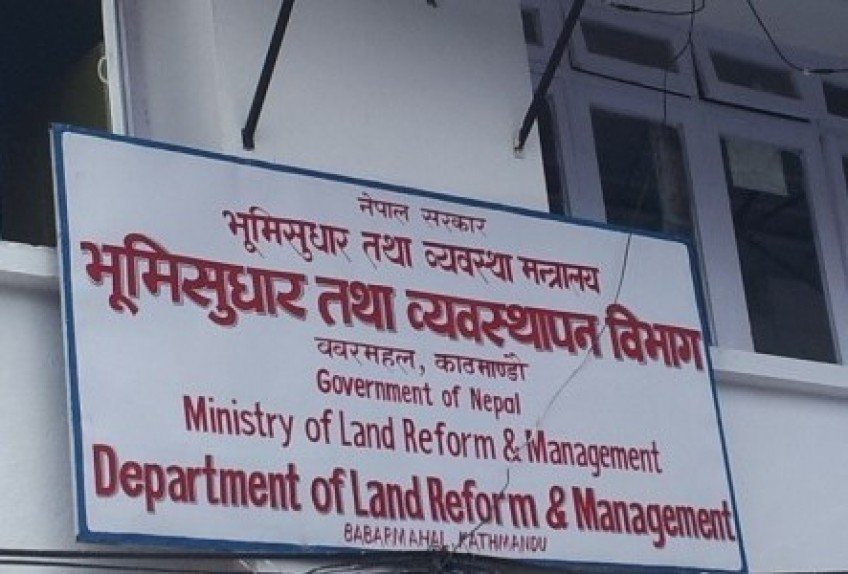 नेपाल सरकार
भूमिसुधार तथा व्यवस्था मन्त्रालय
भूमिसुधार तथा व्यवस्थापन विभाग
ववरमहल, काठमाण्डौ
Government of Nepal
Ministry of Land Reform & Management
Department of Land Reform & Management
BABARMAHAL, KATHMANDU